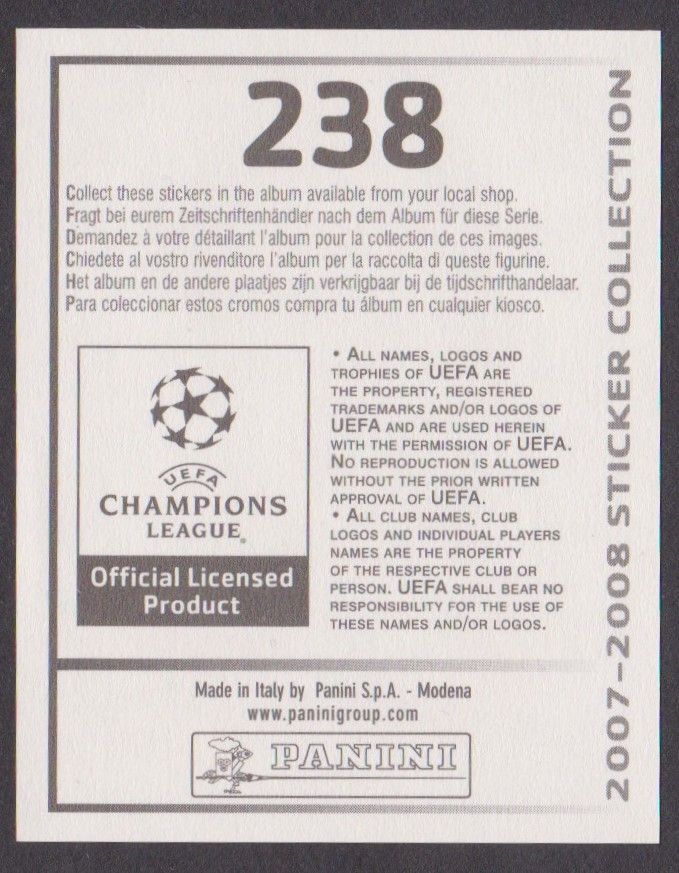 238
Collect these stickers in the album available from your local shop.
Fragt bei eurem Zeitschriftenhändler nach dem Album für diese Serie.
Demandez à votre détaillant l'album pour la collection de ces images.
Chiedete al vostro rivenditore l'album per la raccolta di queste figurine.
Het album en de andere plaatjes zijn verkrijgbaar bij de tijdschrifthandelaar.
Para coleccionar estos cromos compra tu álbum en cualquier kiosco.
UEFA
CHAMPIONS
LEAGUE®
Official Licensed
Product
• ALL NAMES, LOGOS AND
TROPHIES OF UEFA ARE
THE PROPERTY, REGISTERED
TRADEMARKS AND/OR LOGOS OF
UEFA AND ARE USED HEREIN
WITH THE PERMISSION OF UEFA.
NO REPRODUCTION IS ALLOWED
WITHOUT THE PRIOR WRITTEN
APPROVAL OF UEFA.
• ALL CLUB NAMES, CLUB
LOGOS AND INDIVIDUAL PLAYERS
NAMES ARE THE PROPERTY
OF THE RESPECTIVE CLUB OR
PERSON. UEFA SHALL BEAR NO
RESPONSIBILITY FOR THE USE OF
THESE NAMES AND/OR LOGOS.
Made in Italy by Panini S.p.A. - Modena
www.paninigroup.com
PANINI
2007-2008 STICKER COLLECTION